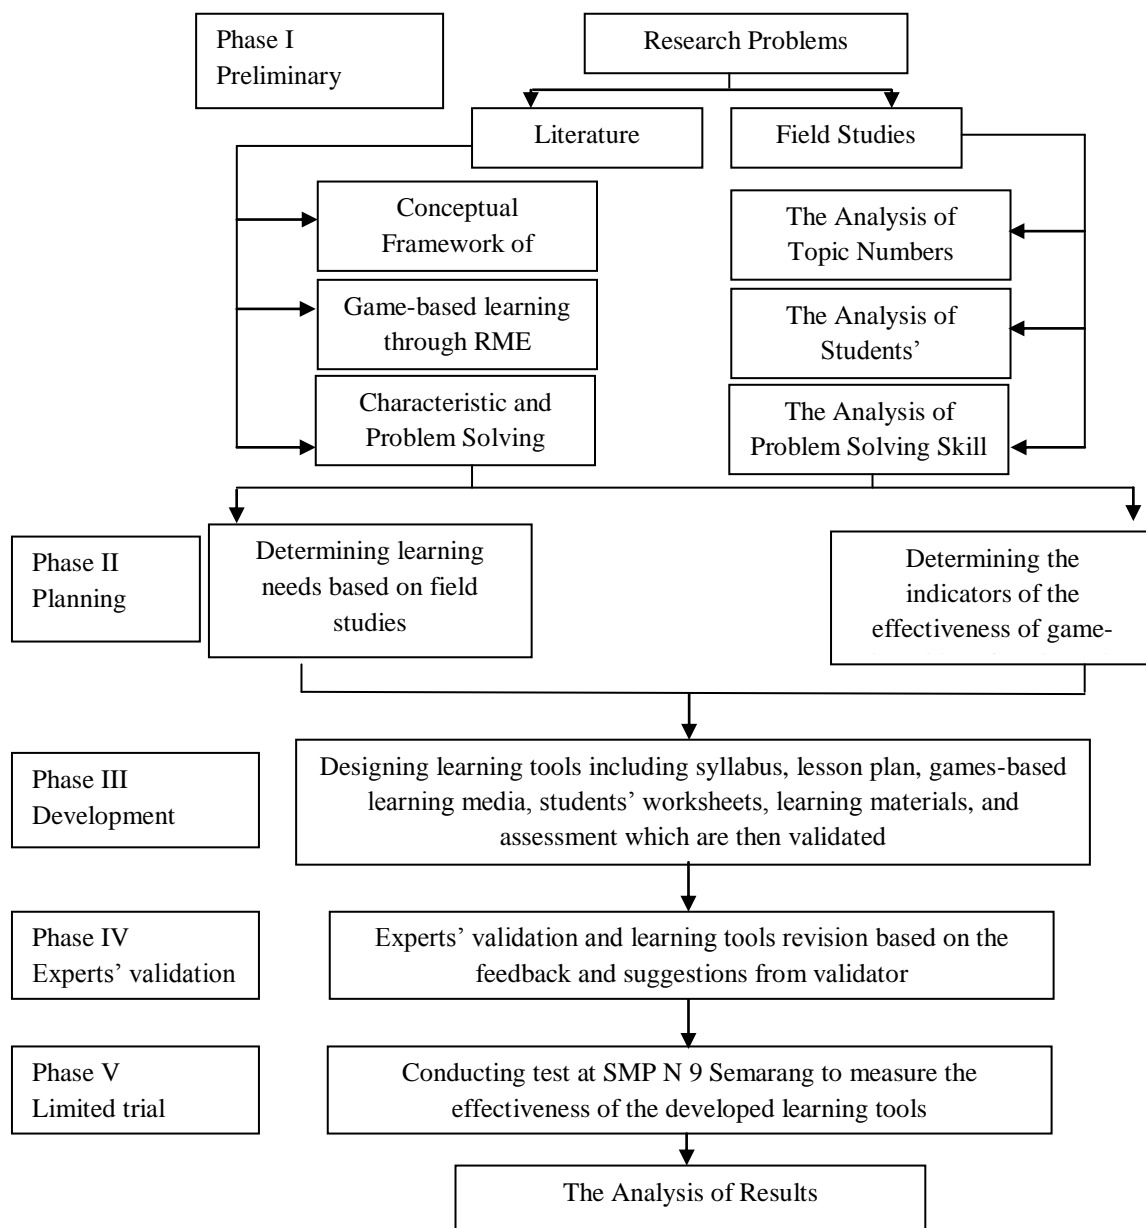 Phase I
Preliminary
Research Problems
Literature
Field Studies
Conceptual
Framework of
The Analysis of
Topic Numbers
Game-based learning
through RME
The Analysis of
Students’
Characteristic and
Problem Solving
The Analysis of
Problem Solving Skill
Phase II
Planning
Determining learning
needs based on field
studies
Determining the
indicators of the
effectiveness of game-
Phase III
Development
Designing learning tools including syllabus, lesson plan, games-based
learning media, students’ worksheets, learning materials, and
assessment which are then validated
Phase IV
Experts’ validation
Experts’ validation and learning tools revision based on the
feedback and suggestions from validator
Phase V
Limited trial
Conducting test at SMP N 9 Semarang to measure the
effectiveness of the developed learning tools
The Analysis of Results